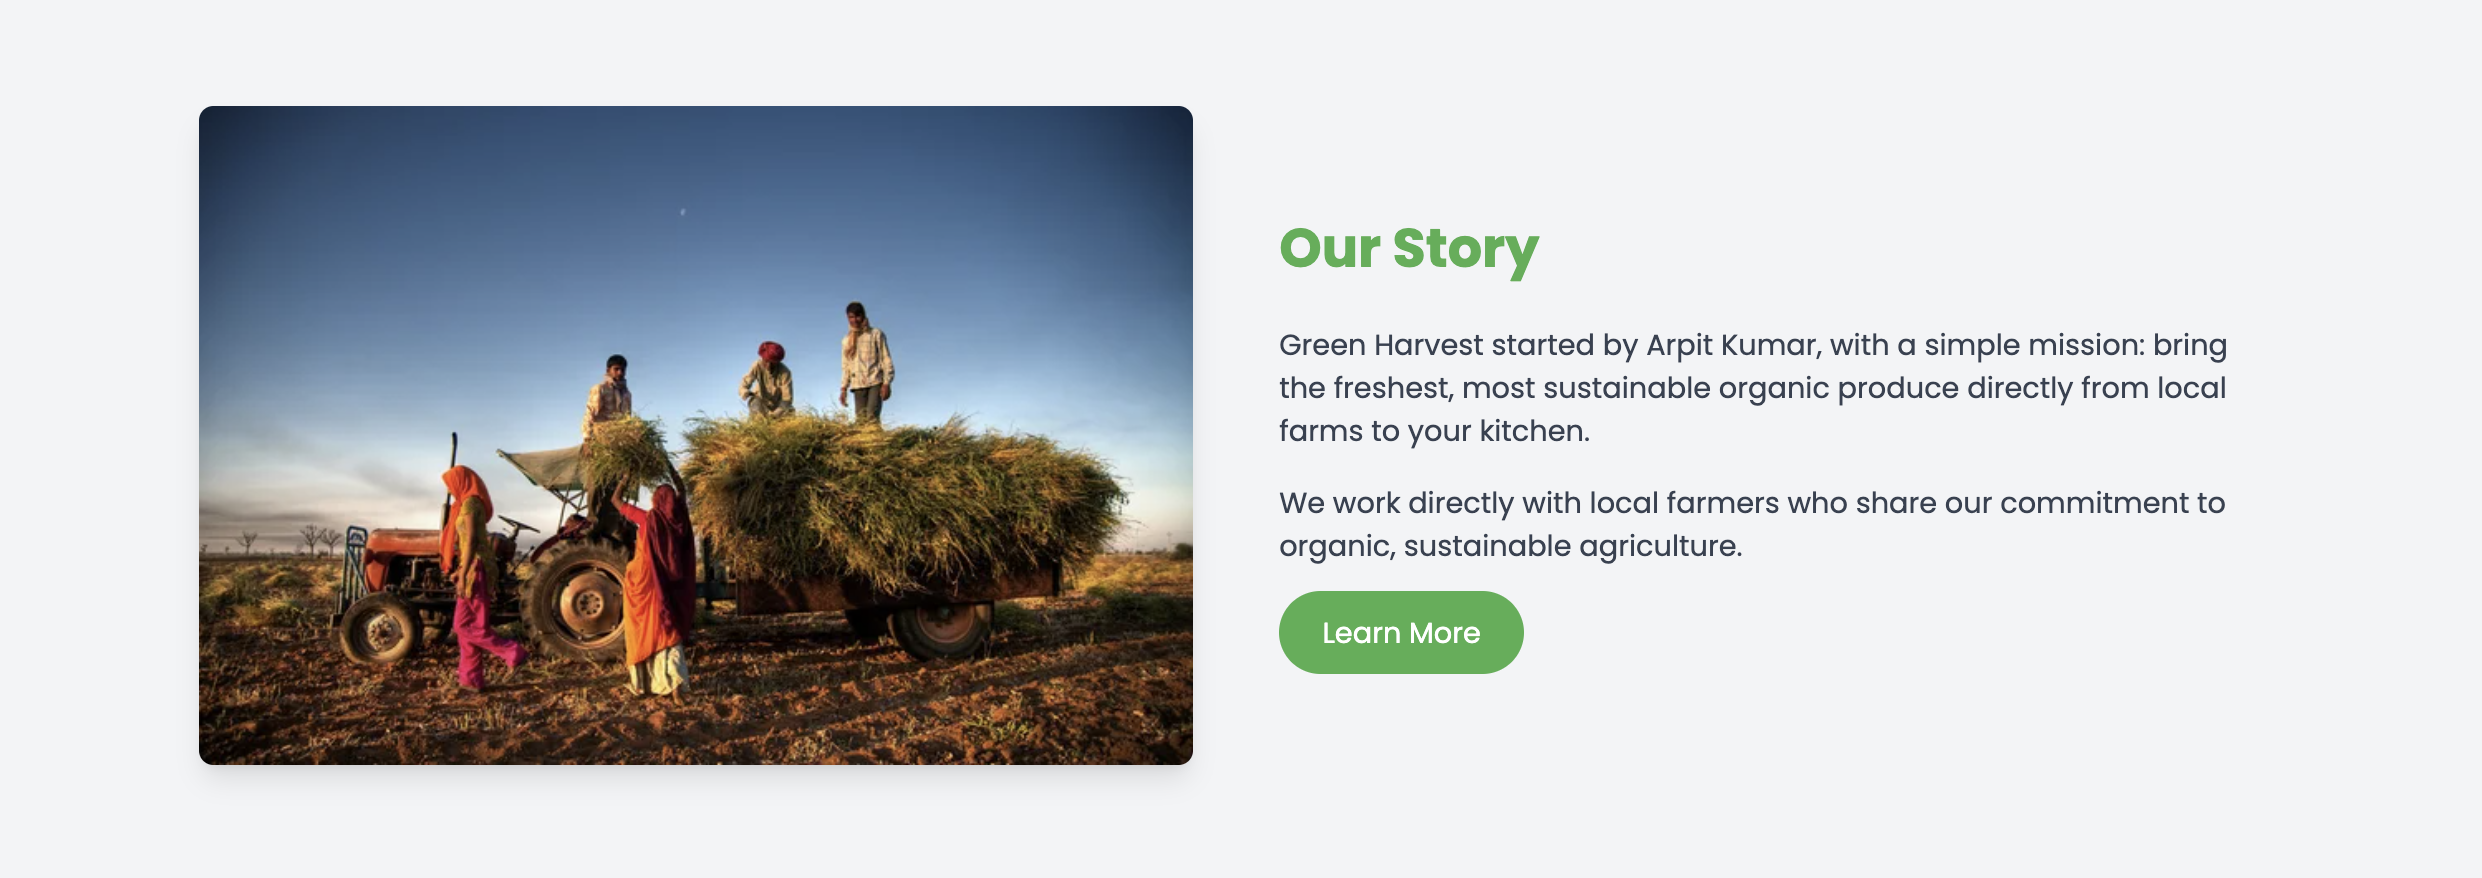 Our Story
Green Harvest started by Arpit Kumar, with a simple mission: bring
the freshest, most sustainable organic produce directly from local
farms to your kitchen.
We work directly with local farmers who share our commitment to
organic, sustainable agriculture.
Learn More